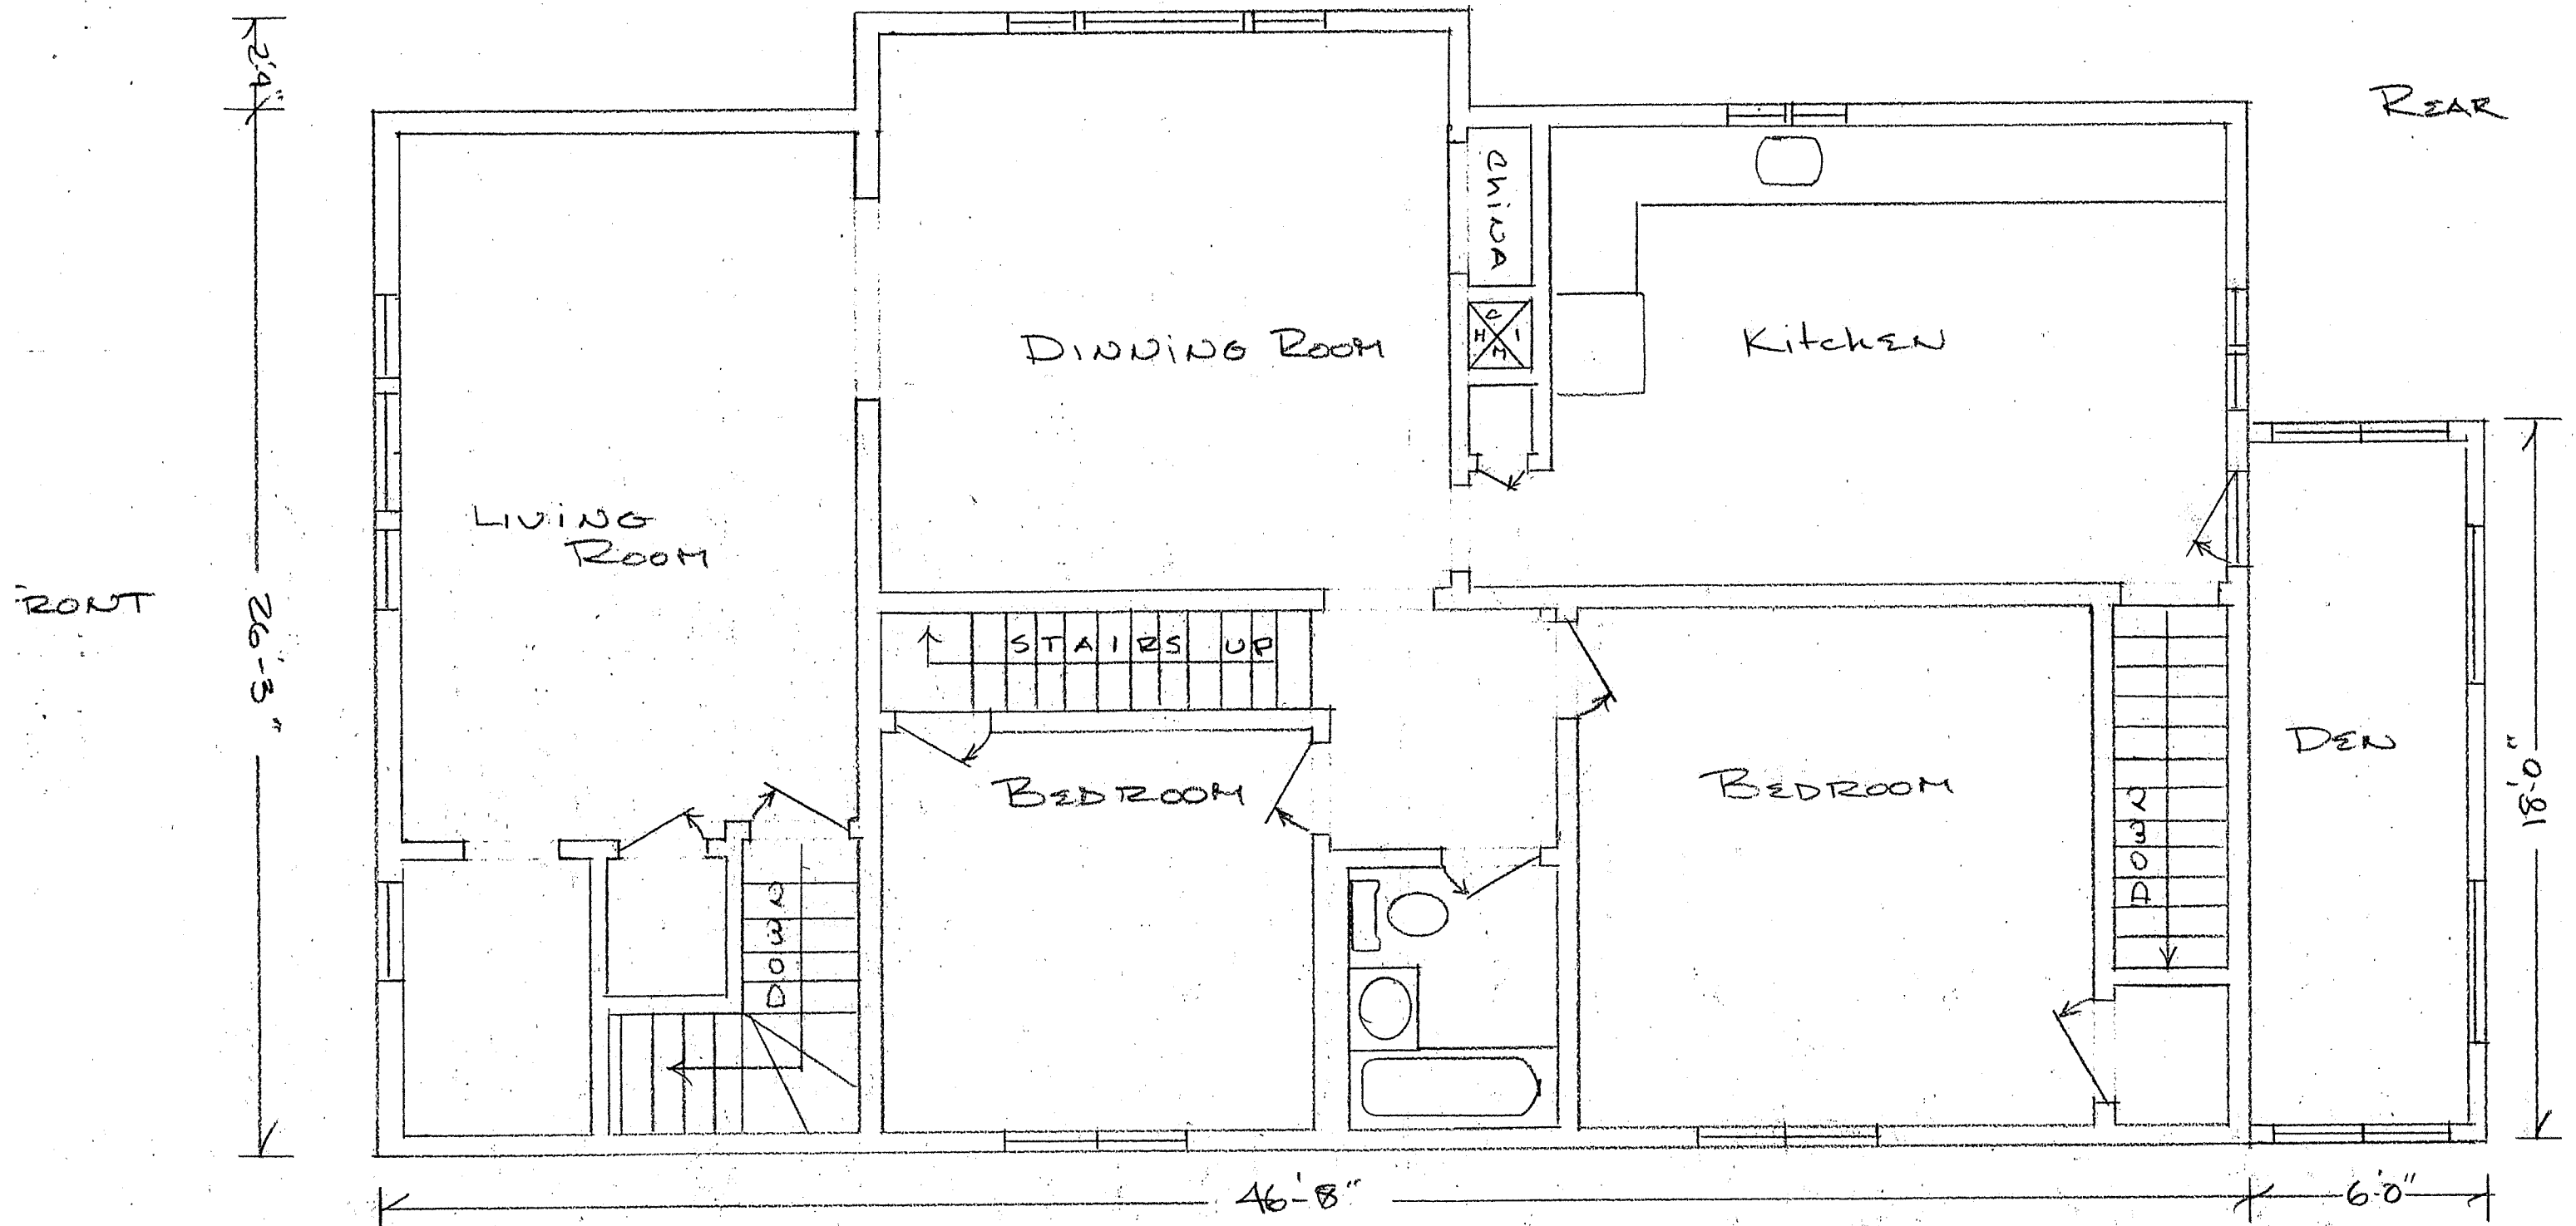 2'4"
REAR
China
C
H I
M
DINNING ROOM
KitchEN
LIVING
ROOM
RONT
26'-3"
STAIRS UP
DEN
BEDROOM
BEDROOM
18'-0"
DOWN
DOWN
46'-8"
6'0"